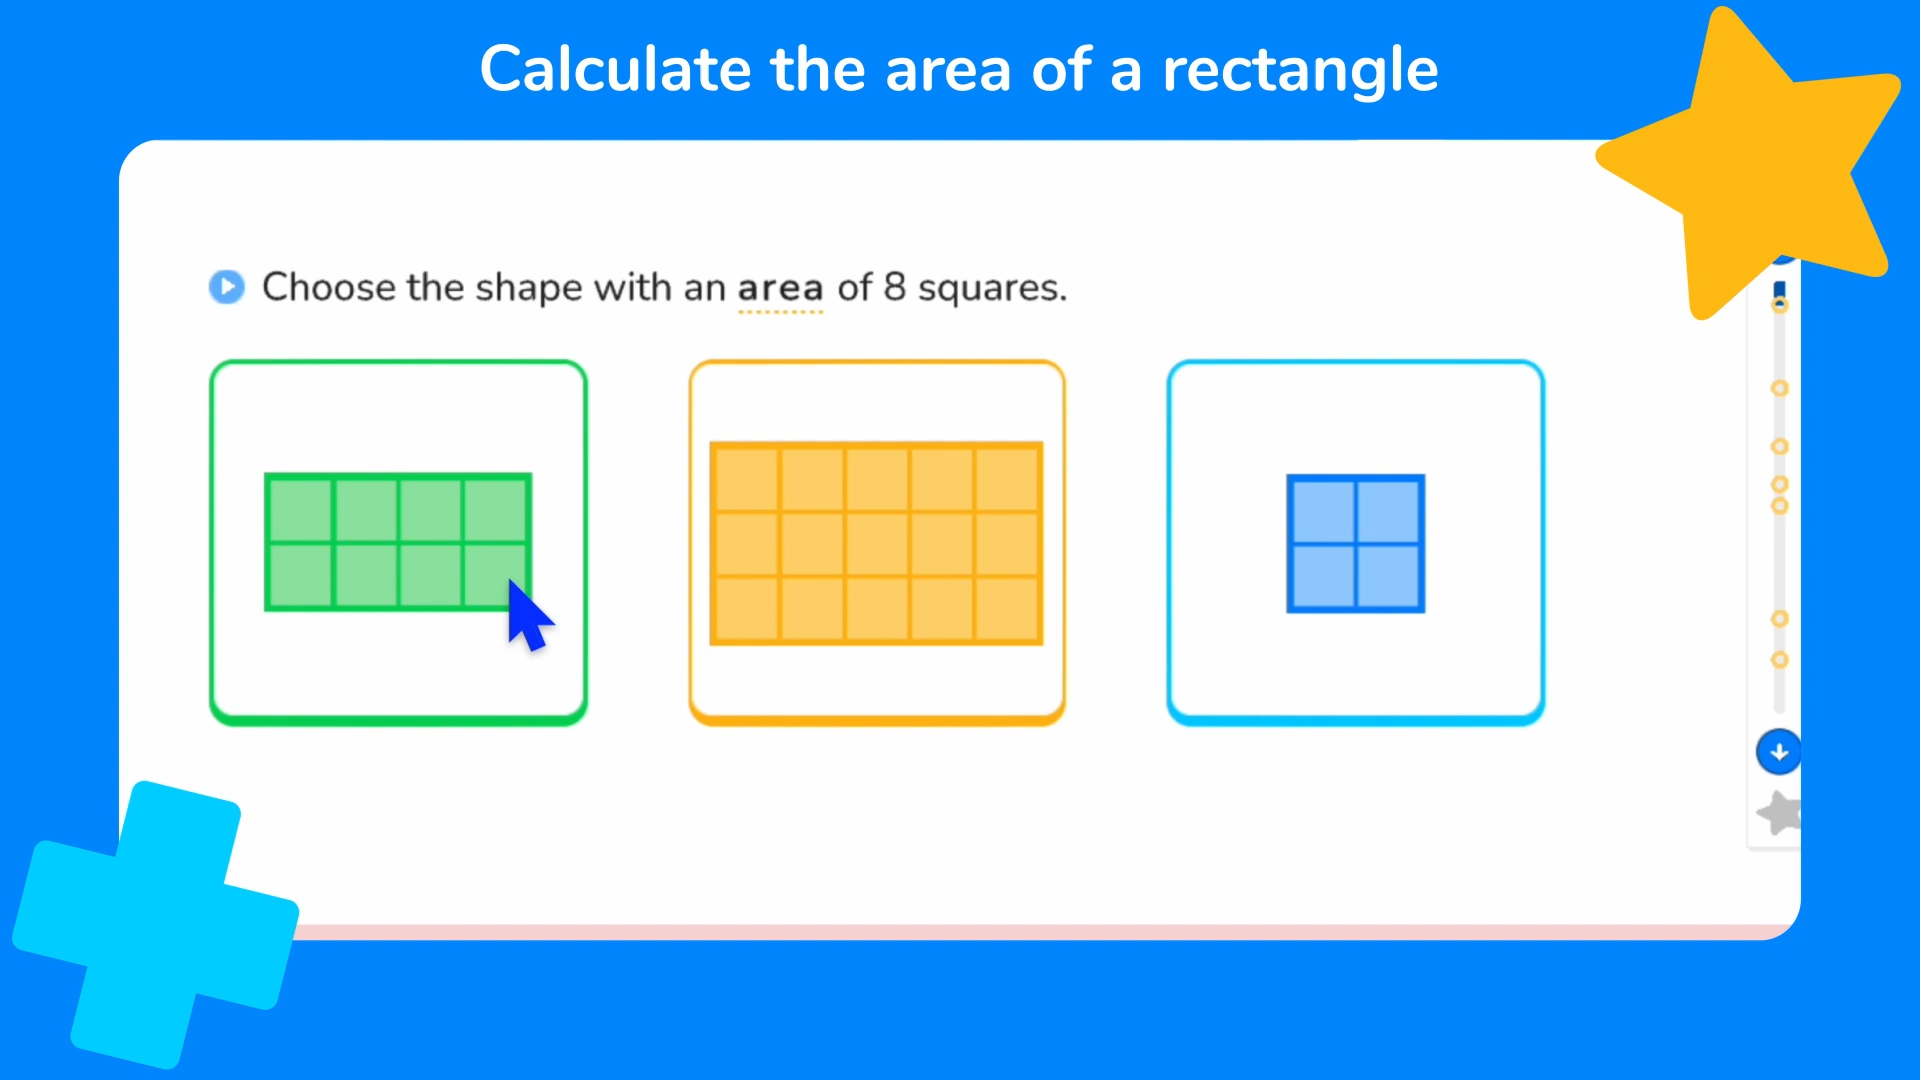 Calculate the area of a rectangle
Choose the shape with an area of 8 squares.